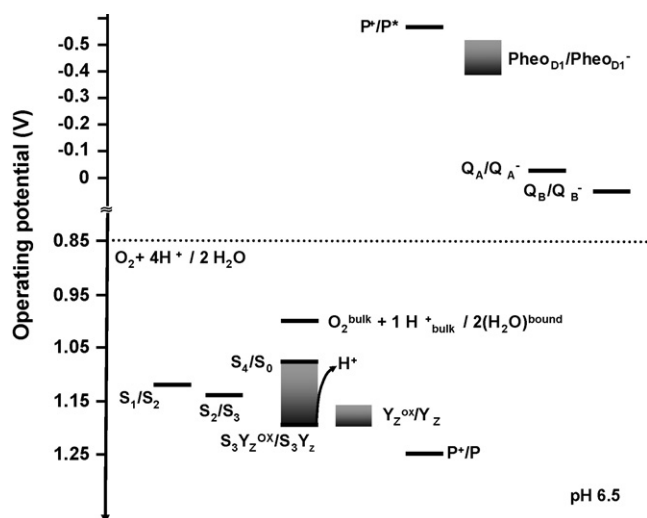 P⁺/P*
-0.5
Pheo_D1/Pheo_D1⁻
-0.4
-0.3
-0.2
-0.1
Q_A/Q_A⁻
0
Q_B/Q_B⁻
≈
Operating potential (V)
0.85
O₂ + 4H⁺ / 2 H₂O
0.95
O₂^bulk + 1 H⁺_bulk / 2(H₂O)^bound
1.05
S₄/S₀
H⁺
S₁/S₂
1.15
S₂/S₃
Y_Z^ox/Y_Z
S₃Y_Z^OX/S₃Y_z
1.25
P⁺/P
pH 6.5